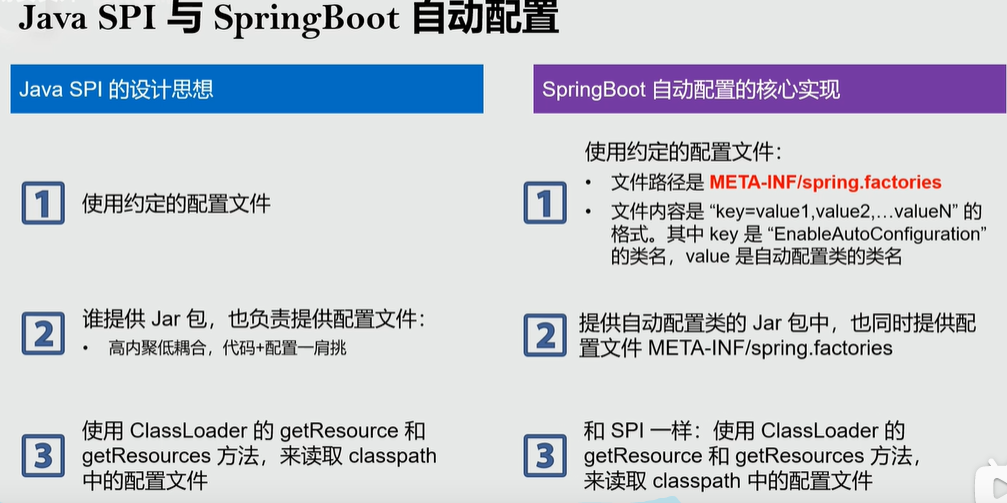 Java SPI 与 SpringBoot 自动配置
Java SPI 的设计思想
1
使用约定的配置文件
2
谁提供 Jar 包，也负责提供配置文件：
• 高内聚低耦合，代码+配置一肩挑
3
使用 ClassLoader 的 getResource 和
getResources 方法，来读取 classpath
中的配置文件
SpringBoot 自动配置的核心实现
1
使用约定的配置文件：
• 文件路径是 META-INF/spring.factories
• 文件内容是 “key=value1,value2,…valueN” 的
格式。其中 key 是 “EnableAutoConfiguration”
的类名，value 是自动配置类的类名
2
提供自动配置类的 Jar 包中，也同时提供配
置文件 META-INF/spring.factories
3
和 SPI 一样：使用 ClassLoader 的
getResource 和 getResources 方法，
来读取 classpath 中的配置文件